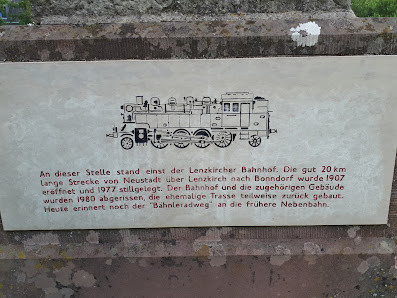 An dieser Stelle stand einst der Lenzkircher Bahnhof. Die gut 20 km
lange Strecke von Neustadt über Lenzkirch nach Bonndorf wurde 1907
eröffnet und 1977 stillgelegt. Der Bahnhof und die zugehörigen Gebäude
wurden 1980 abgerissen, die ehemalige Trasse teilweise zurück gebaut.
Heute erinnert noch der "Bahnleradweg" an die frühere Nebenbahn.